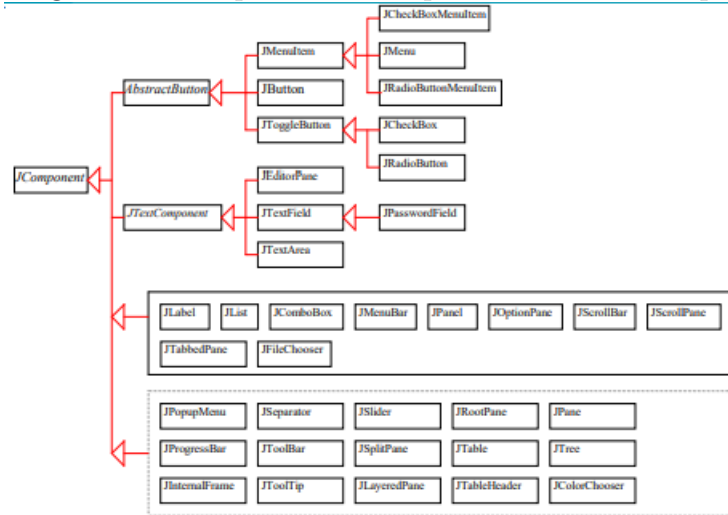 JCheckBoxMenuItem
JMenuItem
JMenu
AbstractButton
JButton
JRadioButtonMenuItem
JToggleButton
JCheckBox
JRadioButton
JComponent
JEditorPane
JTextComponent
JTextField
JPasswordField
JTextArea
JLabel JList JComboBox JMenuBar JPanel JOptionPane JScrollBar JScrollPane
JTabbedPane JFileChooser
JPopupMenu JSeparator JSlider JRootPane JPane
JProgressBar JToolBar JSplitPane JTable JTree
JInternalFrame JToolTip JLayeredPane JTableHeader JColorChooser